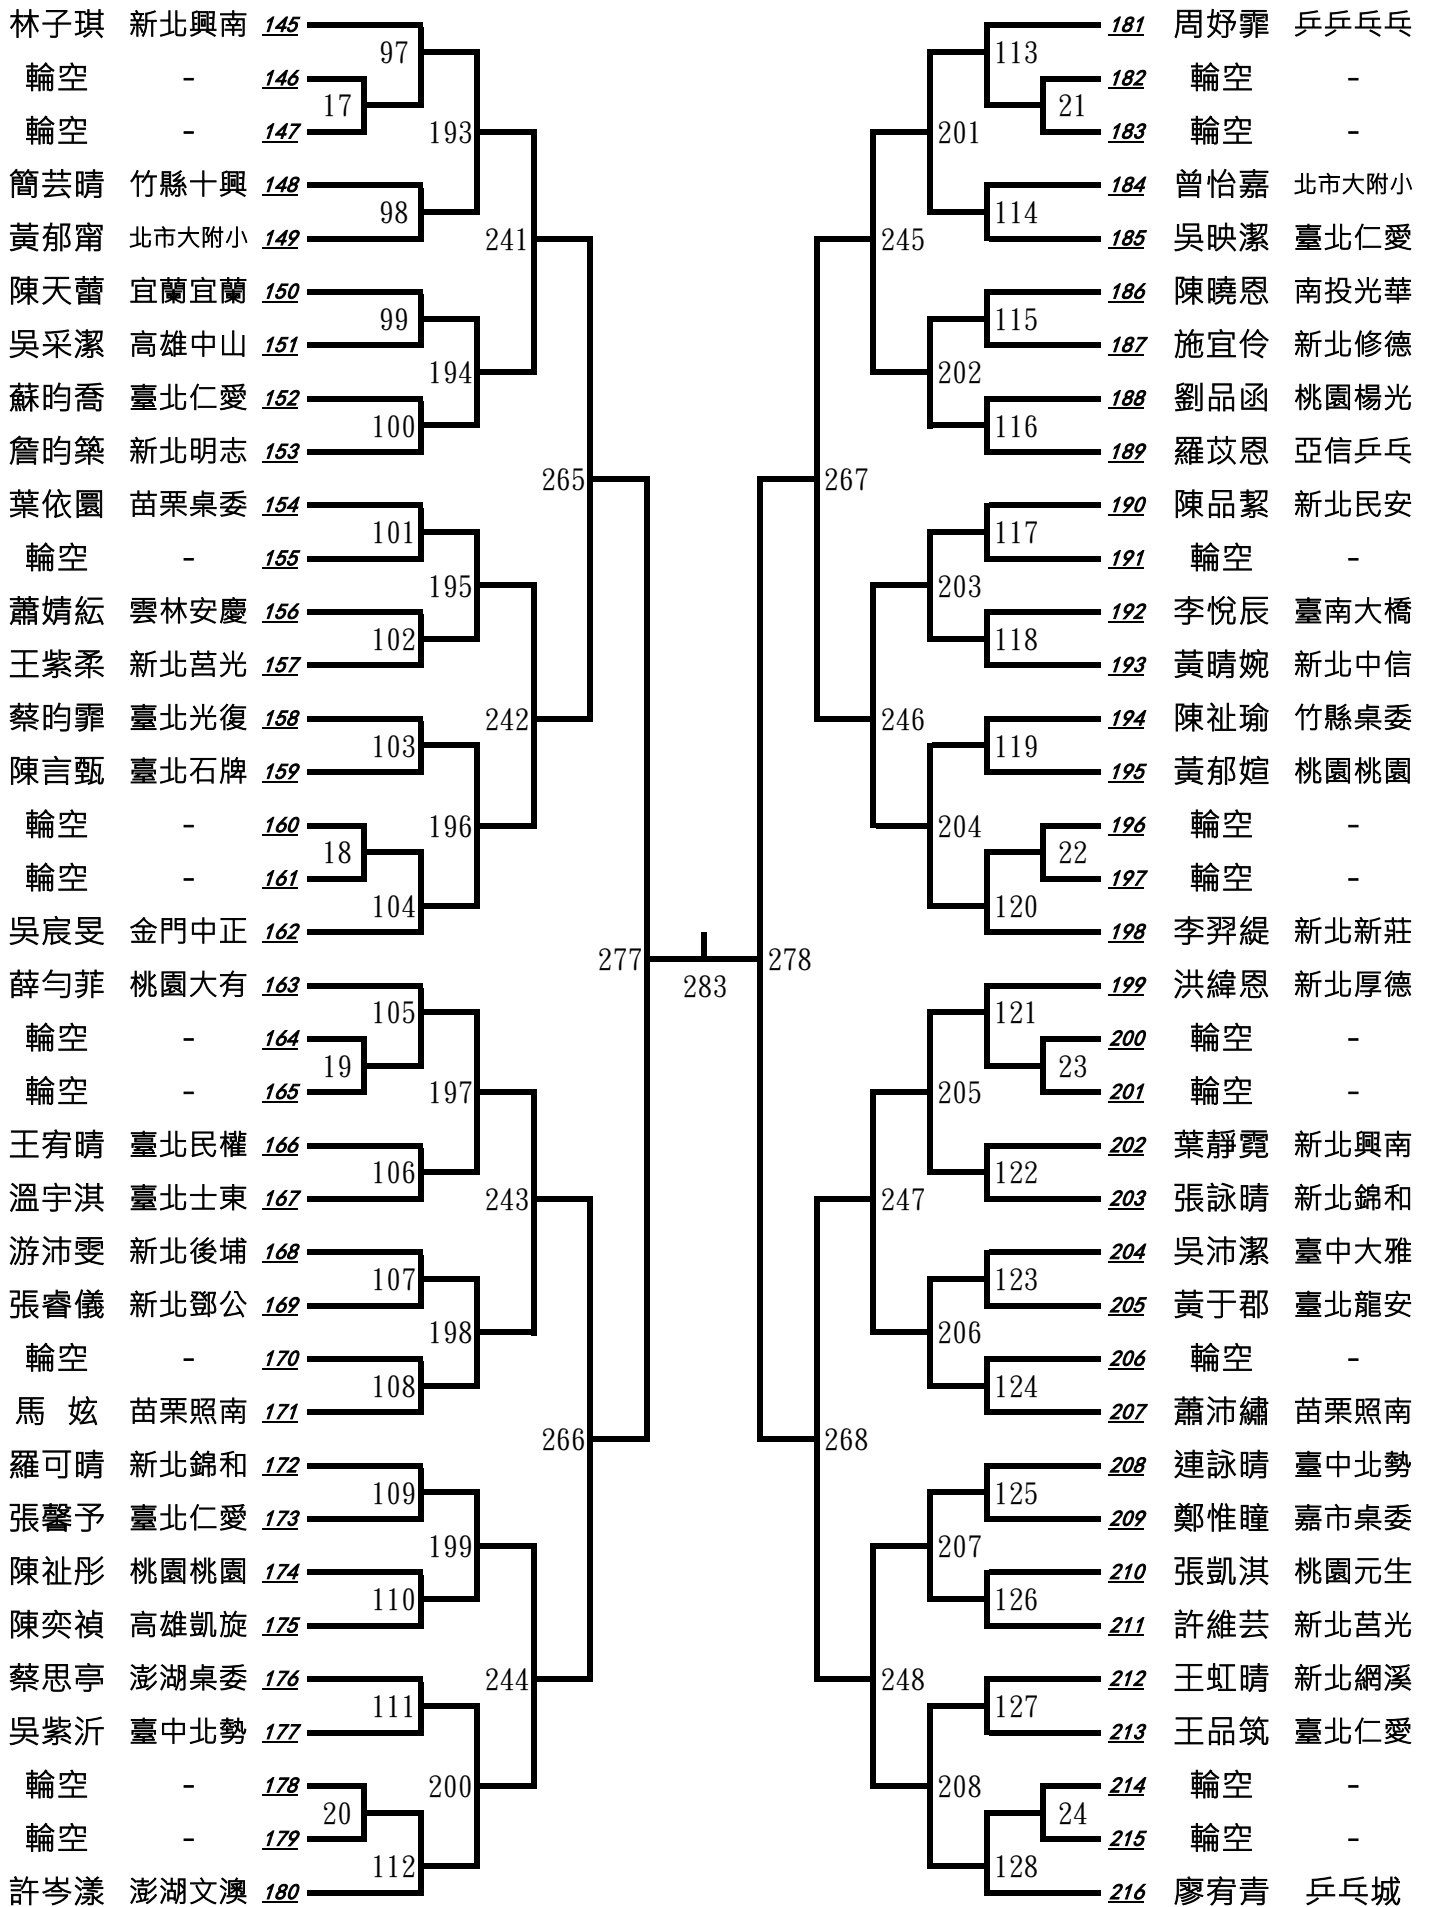 林子琪 新北興南 145 181 周妤霏 乒乒乓乓
97 113
輪空 - 146 182 輪空 -
17 21
輪空 - 147 193 201 183 輪空 -
簡芸晴 竹縣十興 148 184 曾怡嘉 北市大附小
98 114
黃郁甯 北市大附小 149 241 245 185 吳映潔 臺北仁愛
陳天蕾 宜蘭宜蘭 150 186 陳曉恩 南投光華
99 115
吳采潔 高雄中山 151 187 施宜伶 新北修德
194 202
蘇昀喬 臺北仁愛 152 188 劉品函 桃園楊光
100 116
詹昀築 新北明志 153 189 羅苡恩 亞信乒乓
265 267
葉依圜 苗栗桌委 154 190 陳品絜 新北民安
101 117
輪空 - 155 191 輪空 -
195 203
蕭婧紜 雲林安慶 156 192 李悅辰 臺南大橋
102 118
王紫柔 新北莒光 157 193 黃晴婉 新北中信
蔡昀霏 臺北光復 158 242 246 194 陳祉瑜 竹縣桌委
103 119
陳言甄 臺北石牌 159 195 黃郁媗 桃園桃園
輪空 - 160 196 204 196 輪空 -
18 22
輪空 - 161 197 輪空 -
104 120
吳宸旻 金門中正 162 198 李羿緹 新北新莊
277 278
薛勻菲 桃園大有 163 283 199 洪緯恩 新北厚德
105 121
輪空 - 164 200 輪空 -
19 23
輪空 - 165 197 205 201 輪空 -
王宥晴 臺北民權 166 202 葉靜霓 新北興南
106 122
溫宇淇 臺北士東 167 243 247 203 張詠晴 新北錦和
游沛雯 新北後埔 168 204 吳沛潔 臺中大雅
107 123
張睿儀 新北鄧公 169 205 黃于郡 臺北龍安
198 206
輪空 - 170 206 輪空 -
108 124
馬 妶 苗栗照南 171 207 蕭沛繡 苗栗照南
266 268
羅可晴 新北錦和 172 208 連詠晴 臺中北勢
109 125
張馨予 臺北仁愛 173 209 鄭惟瞳 嘉市桌委
199 207
陳祉彤 桃園桃園 174 210 張凱淇 桃園元生
110 126
陳奕禎 高雄凱旋 175 211 許維芸 新北莒光
蔡思亭 澎湖桌委 176 244 248 212 王虹晴 新北網溪
111 127
吳紫沂 臺中北勢 177 213 王品筑 臺北仁愛
輪空 - 178 200 208 214 輪空 -
20 24
輪空 - 179 215 輪空 -
112 128
許岑漾 澎湖文澳 180 216 廖宥青 乒乓城